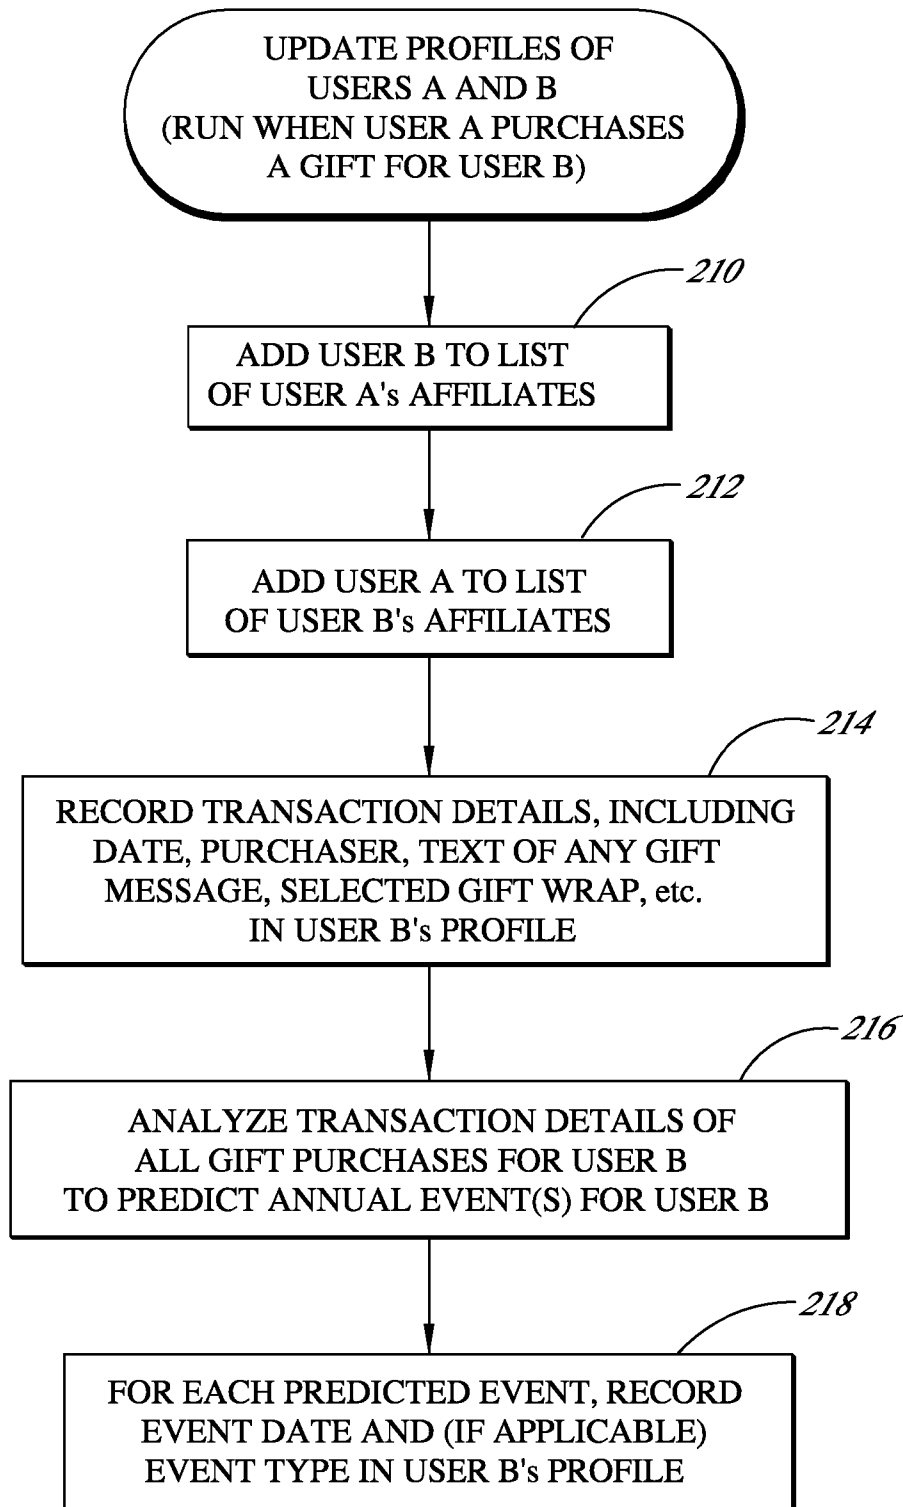 UPDATE PROFILES OF
USERS A AND B
(RUN WHEN USER A PURCHASES
A GIFT FOR USER B)
210
ADD USER B TO LIST
OF USER A's AFFILIATES
212
ADD USER A TO LIST
OF USER B's AFFILIATES
214
RECORD TRANSACTION DETAILS, INCLUDING
DATE, PURCHASER, TEXT OF ANY GIFT
MESSAGE, SELECTED GIFT WRAP, etc.
IN USER B's PROFILE
216
ANALYZE TRANSACTION DETAILS OF
ALL GIFT PURCHASES FOR USER B
TO PREDICT ANNUAL EVENT(S) FOR USER B
218
FOR EACH PREDICTED EVENT, RECORD
EVENT DATE AND (IF APPLICABLE)
EVENT TYPE IN USER B's PROFILE